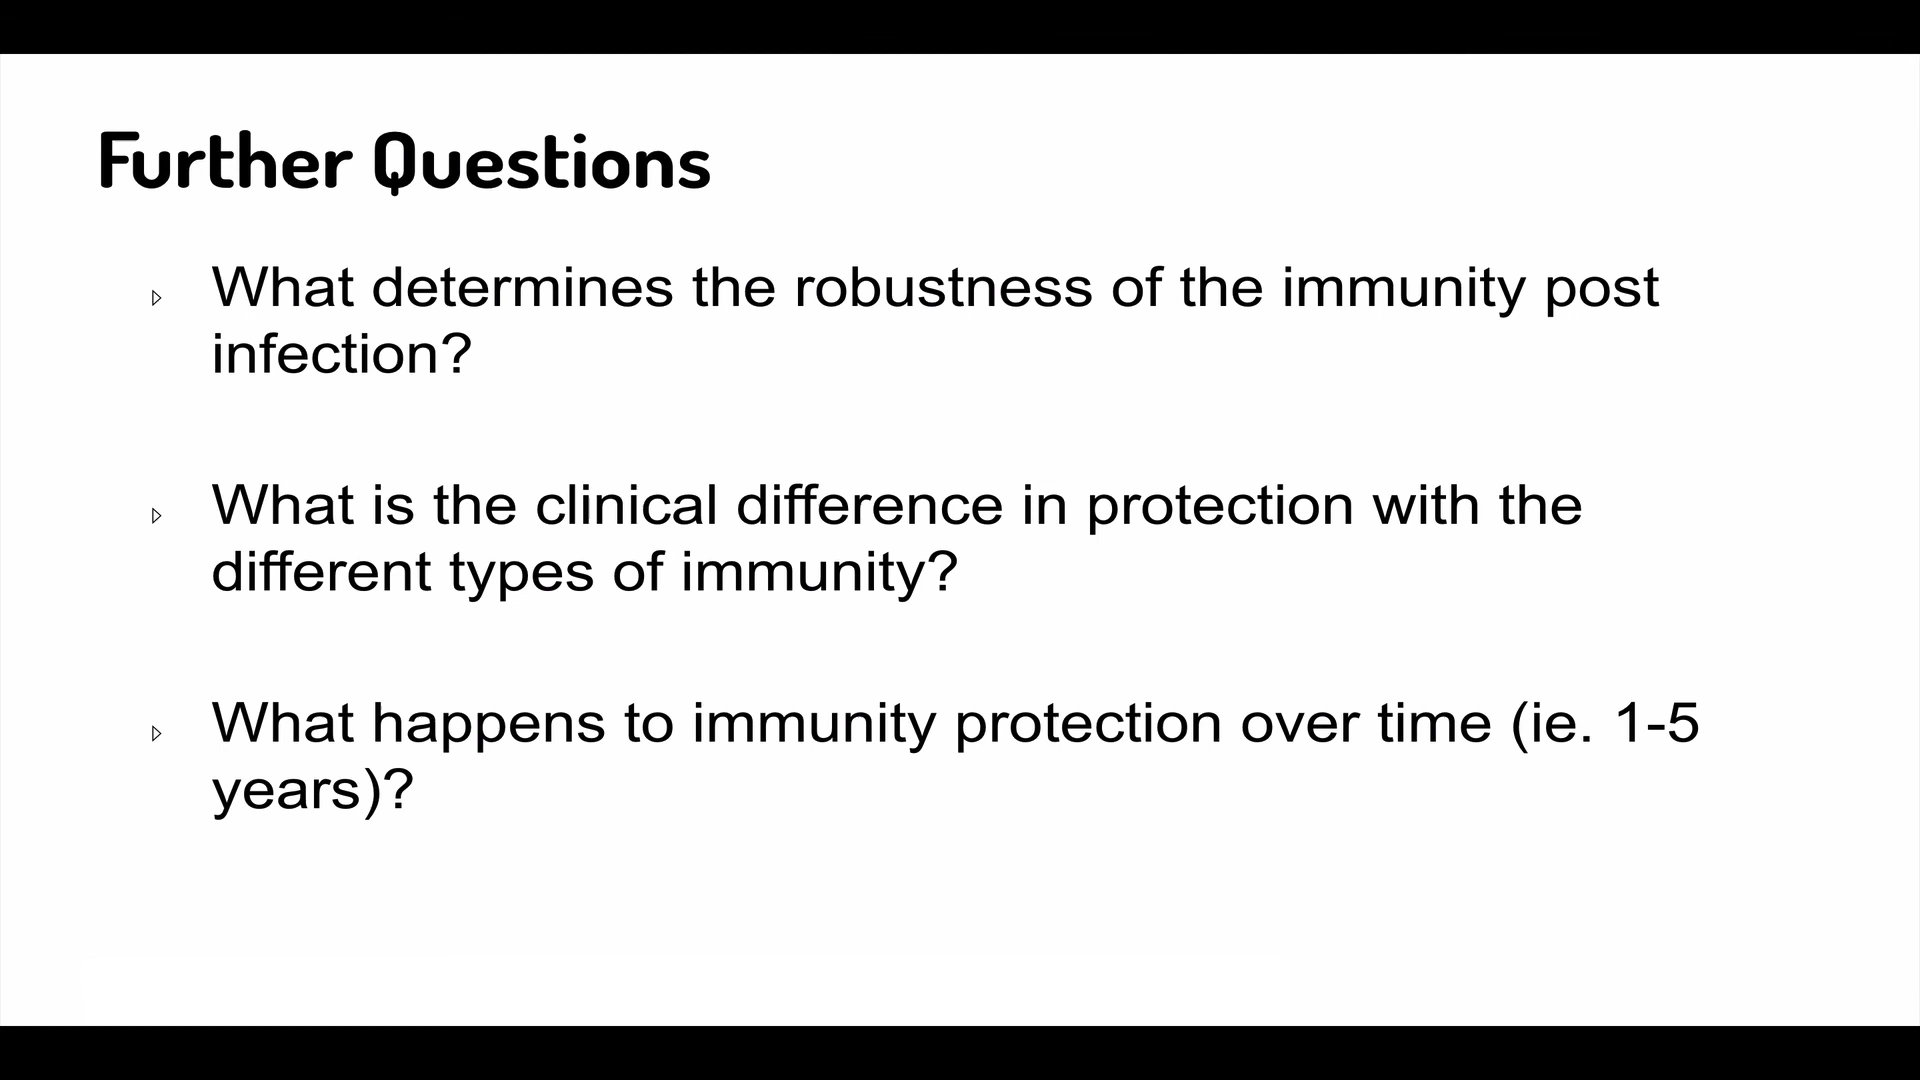 Further Questions
▹ What determines the robustness of the immunity post
infection?
▹ What is the clinical difference in protection with the
different types of immunity?
▹ What happens to immunity protection over time (ie. 1-5
years)?